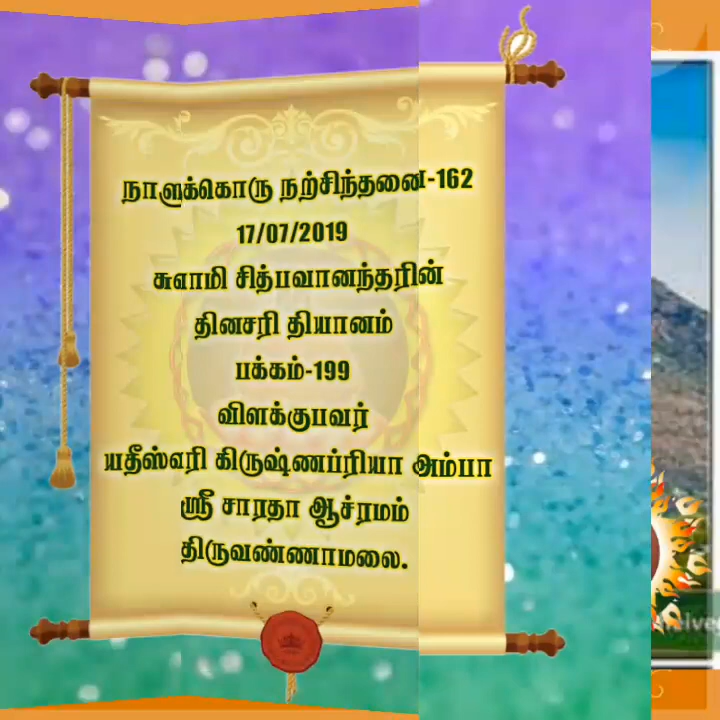 நாளுக்கொரு நற்சிந்தனை-162
17/07/2019
சுவாமி சித்பவானந்தரின்
தினசரி தியானம்
பக்கம்-199
விளக்குபவர்
யதீஸ்வரி கிருஷ்ணப்ரியா அம்பா
ஸ்ரீ சாரதா ஆச்ரமம்
திருவண்ணாமலை.